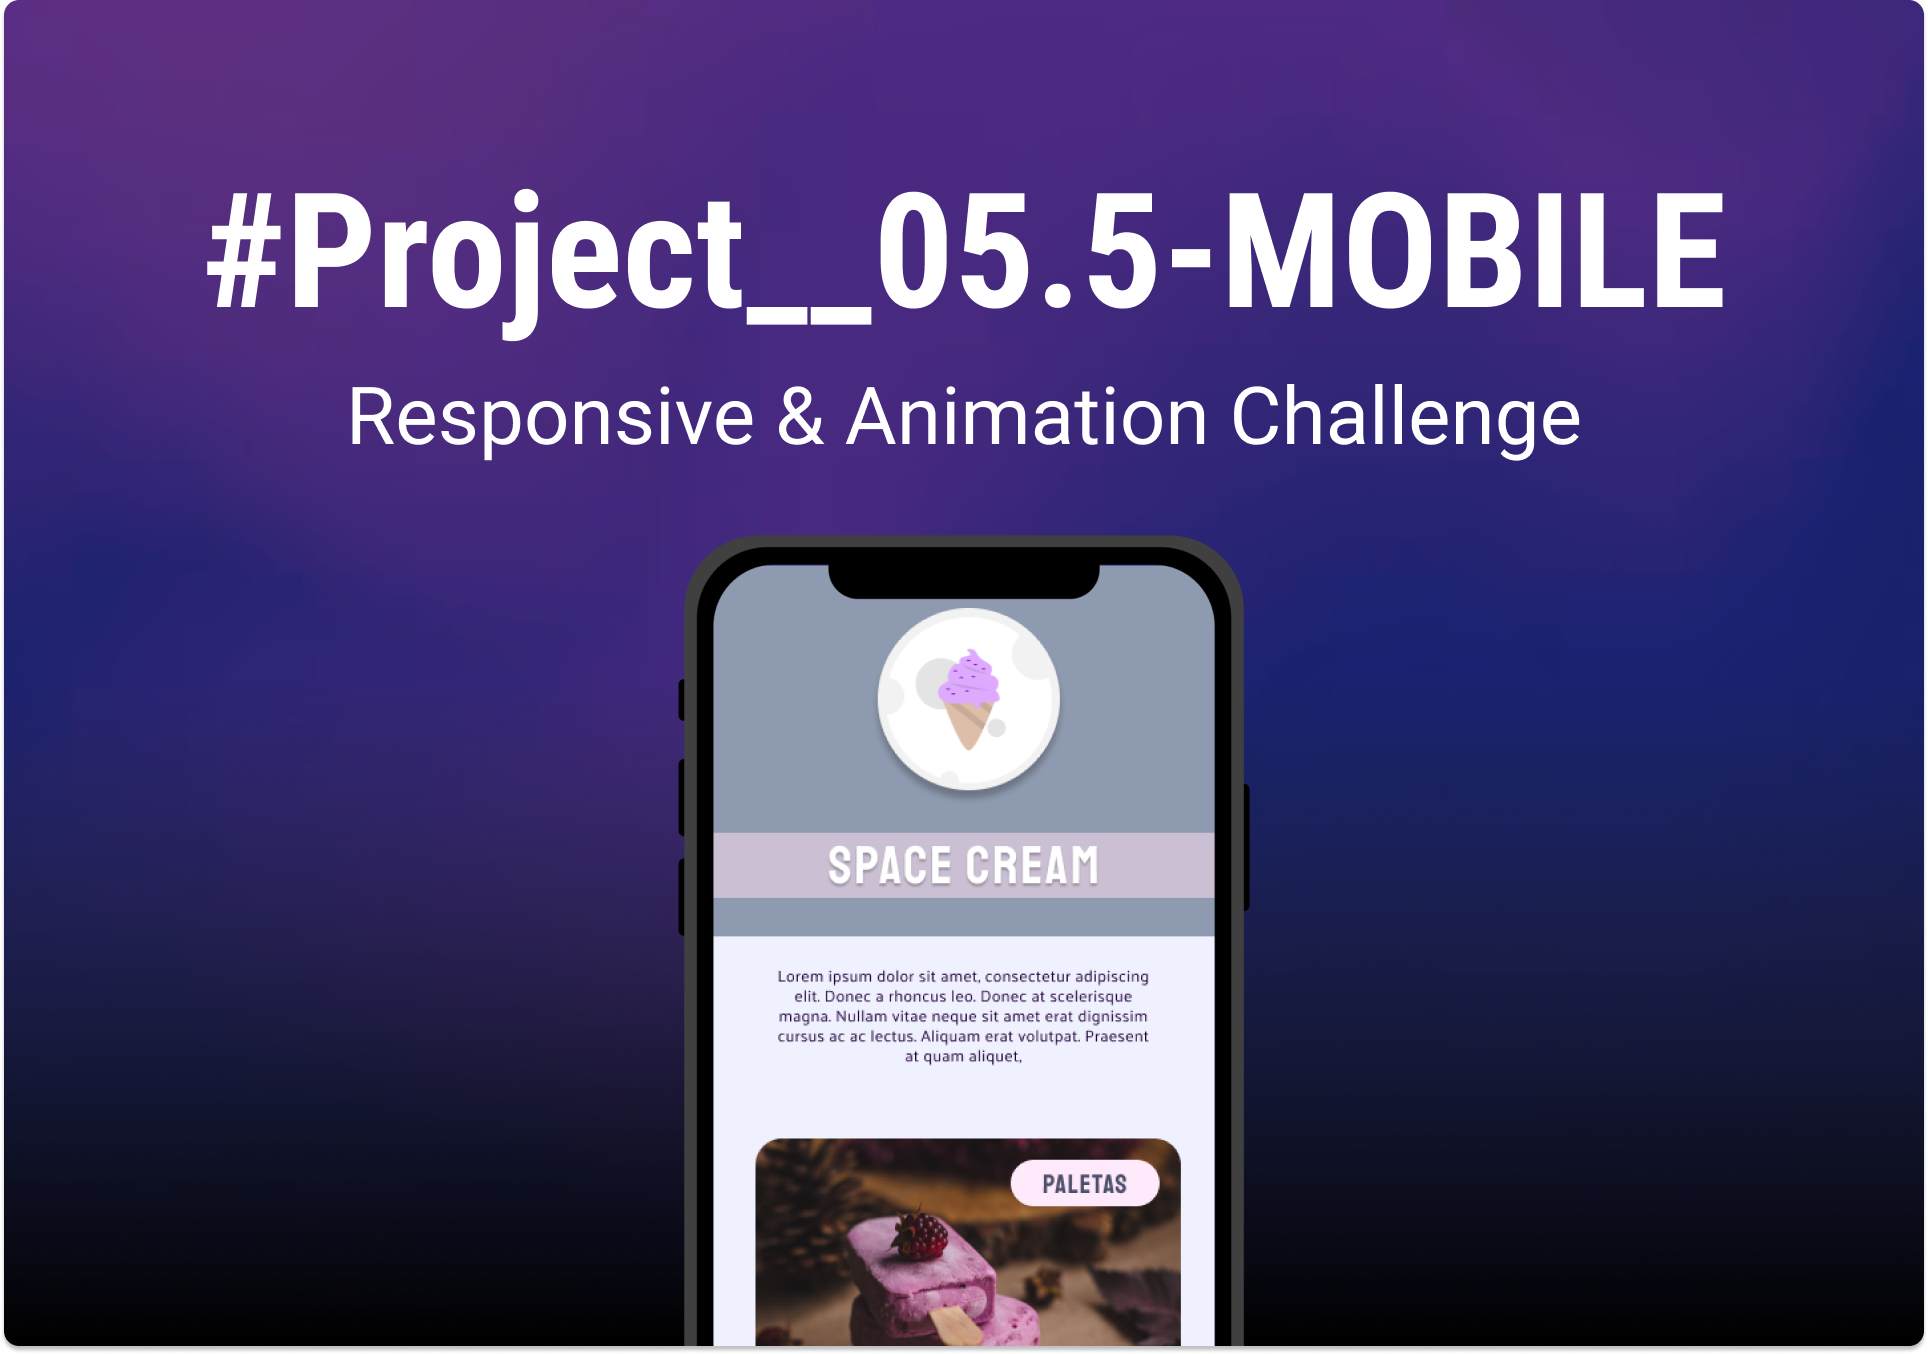 #Project__05.5-MOBILE
Responsive & Animation Challenge
SPACE CREAM
Lorem ipsum dolor sit amet, consectetur adipiscing
elit. Donec a rhoncus leo. Donec at scelerisque
magna. Nullam vitae neque sit amet erat dignissim
cursus ac ac lectus. Aliquam erat volutpat. Praesent
at quam aliquet,
PALETAS